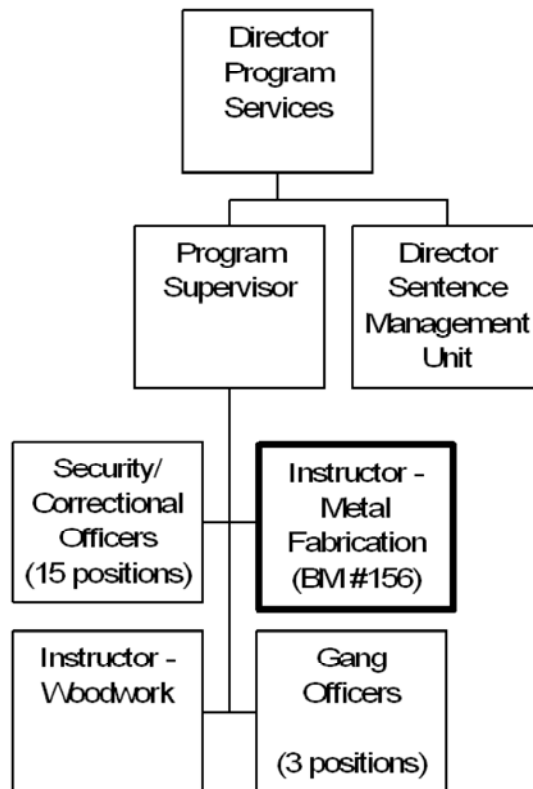 Director
Program
Services
Program
Supervisor
Director
Sentence
Management
Unit
Security/
Correctional
Officers
(15 positions)
Instructor -
Metal
Fabrication
(BM #156)
Instructor -
Woodwork
Gang
Officers
(3 positions)